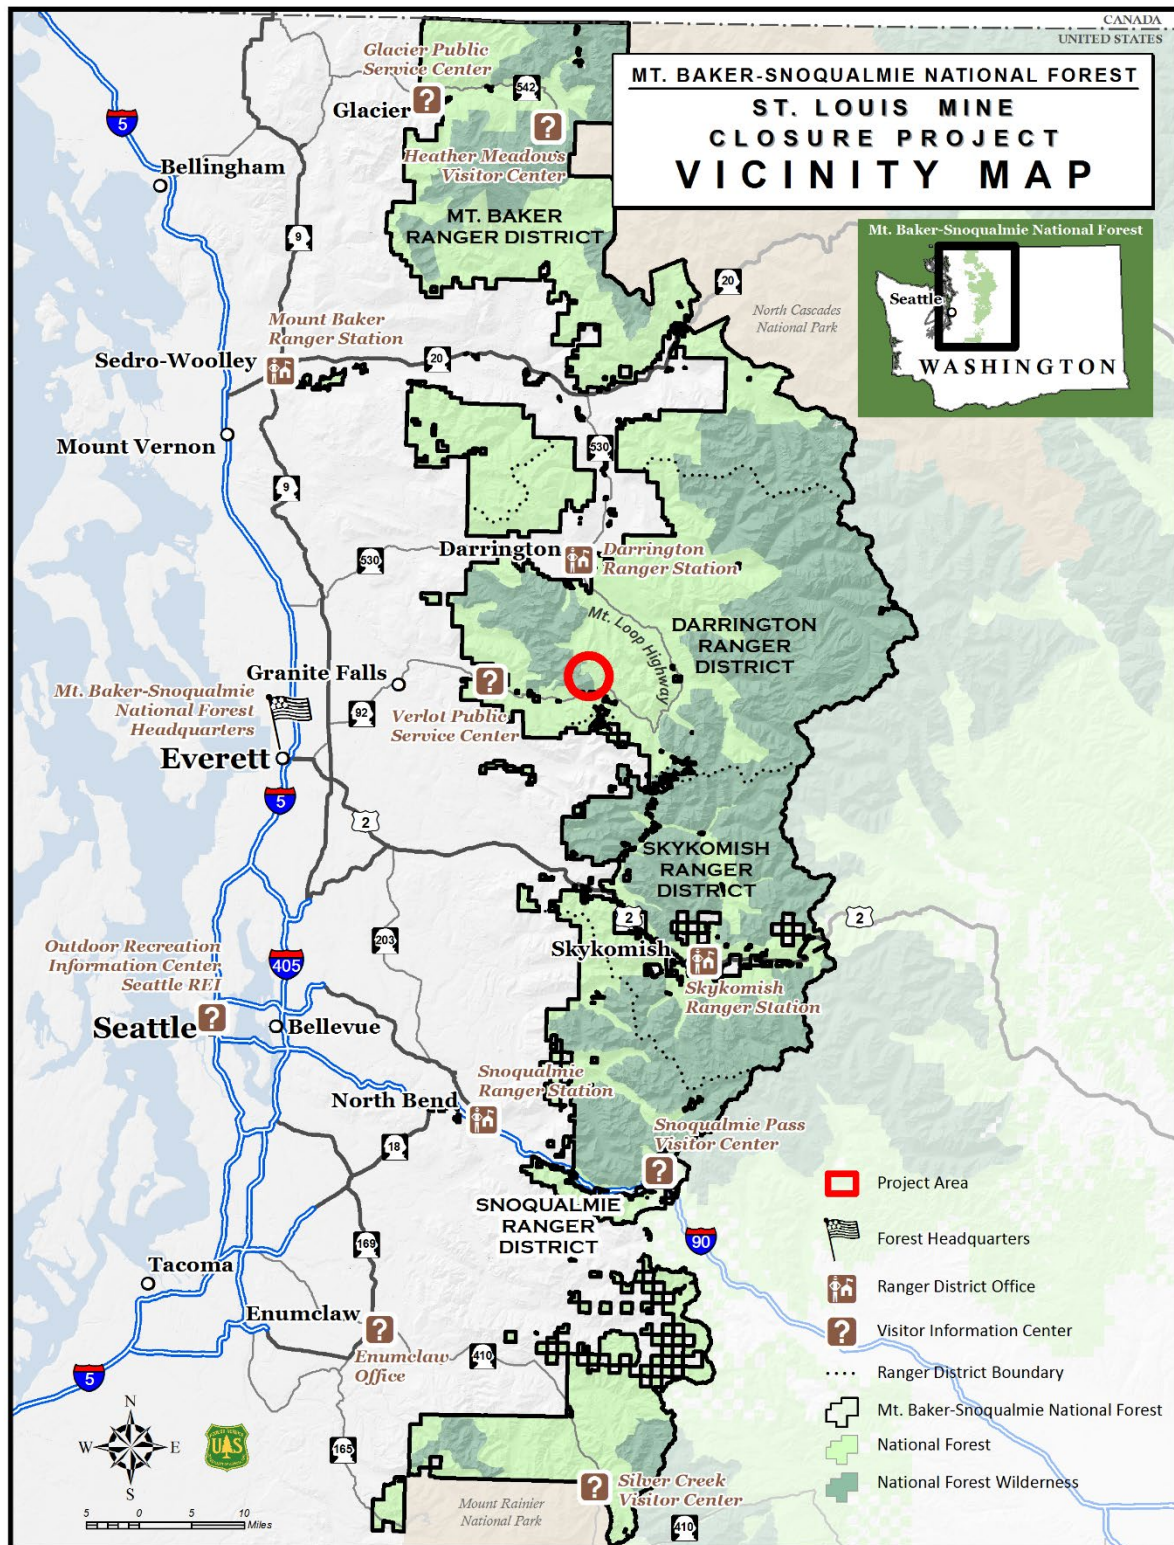 CANADA
UNITED STATES
MT. BAKER-SNOQUALMIE NATIONAL FOREST
ST. LOUIS MINE
CLOSURE PROJECT
VICINITY MAP
Glacier Public
Service Center
Glacier
542
5
Heather Meadows
Visitor Center
Bellingham
MT. BAKER
RANGER DISTRICT
9
Mt. Baker-Snoqualmie National Forest
Seattle
WASHINGTON
20
North Cascades
National Park
Mount Baker
Ranger Station
Sedro-Woolley
20
Mount Vernon
530
9
Darrington
Darrington
Ranger Station
530
Mt. Loop Highway
DARRINGTON
RANGER
DISTRICT
Granite Falls
Mt. Baker-Snoqualmie
National Forest
Headquarters
92
Verlot Public
Service Center
Everett
5
2
SKYKOMISH
RANGER
DISTRICT
2
2
203
Skykomish
Skykomish
Ranger Station
Outdoor Recreation
Information Center
Seattle REI
405
Seattle
Bellevue
Snoqualmie
Ranger Station
North Bend
Snoqualmie Pass
Visitor Center
18
SNOQUALMIE
RANGER
DISTRICT
90
169
Tacoma
Enumclaw
Enumclaw
Office
410
5
165
Silver Creek
Visitor Center
Mount Rainier
National Park
410
Project Area
Forest Headquarters
Ranger District Office
Visitor Information Center
Ranger District Boundary
Mt. Baker-Snoqualmie National Forest
National Forest
National Forest Wilderness
N
W
E
S
U S
5 0 5 10
Miles